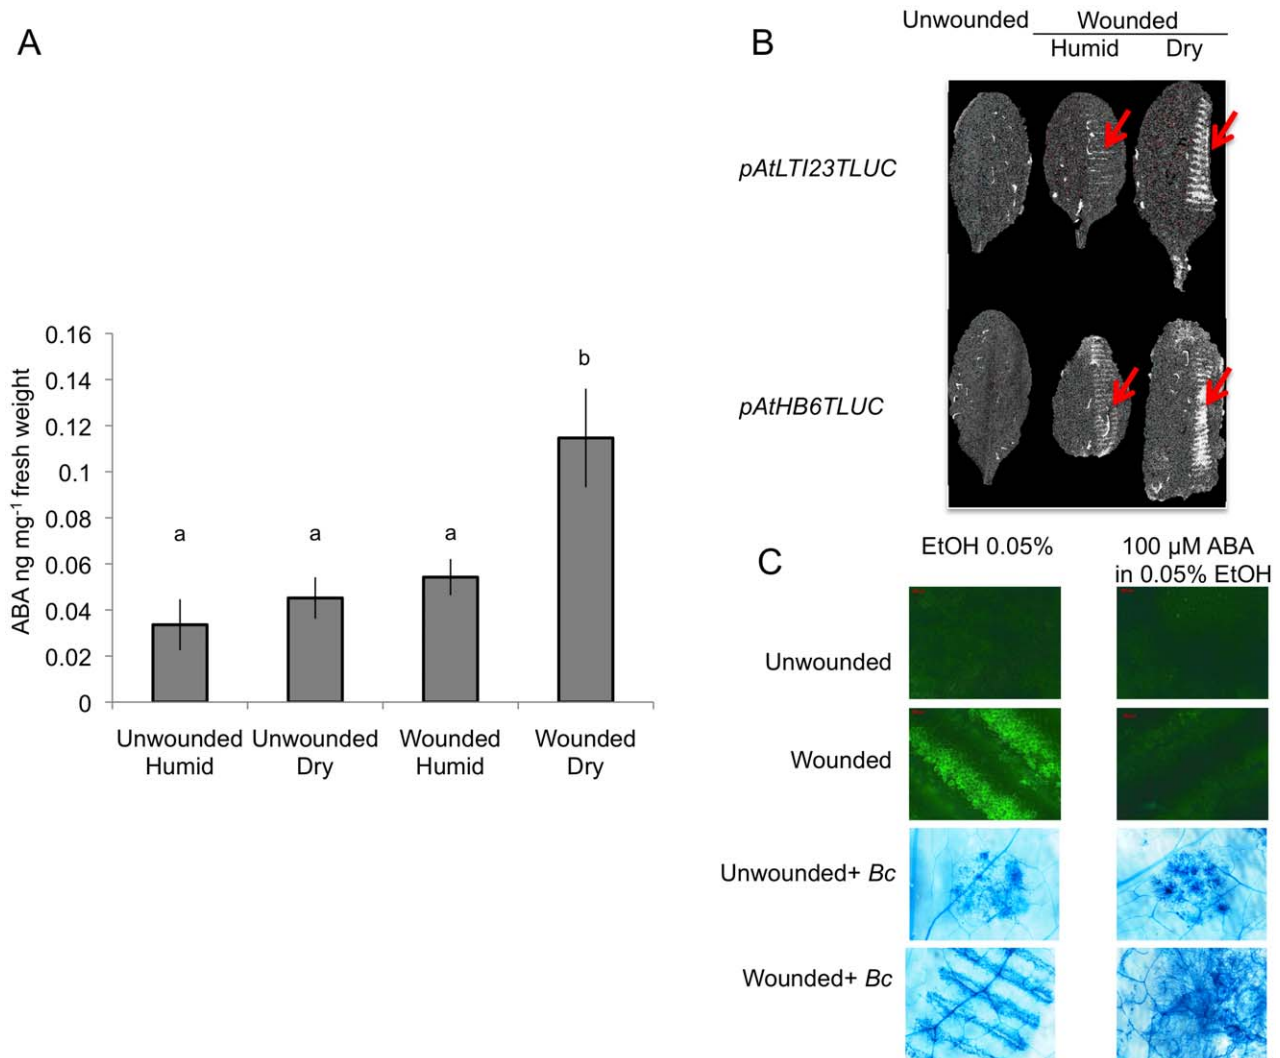 A
ABA ng mg-1 fresh weight
0.16
0.14
0.12
0.1
0.08
0.06
0.04
0.02
0
a
a
a
b
Unwounded Humid
Unwounded Dry
Wounded Humid
Wounded Dry
B
Unwounded
Wounded
Humid
Dry
pAtLTI23TLUC
pAtHB6TLUC
C
EtOH 0.05%
100 µM ABA
in 0.05% EtOH
Unwounded
Wounded
Unwounded+ Bc
Wounded+ Bc